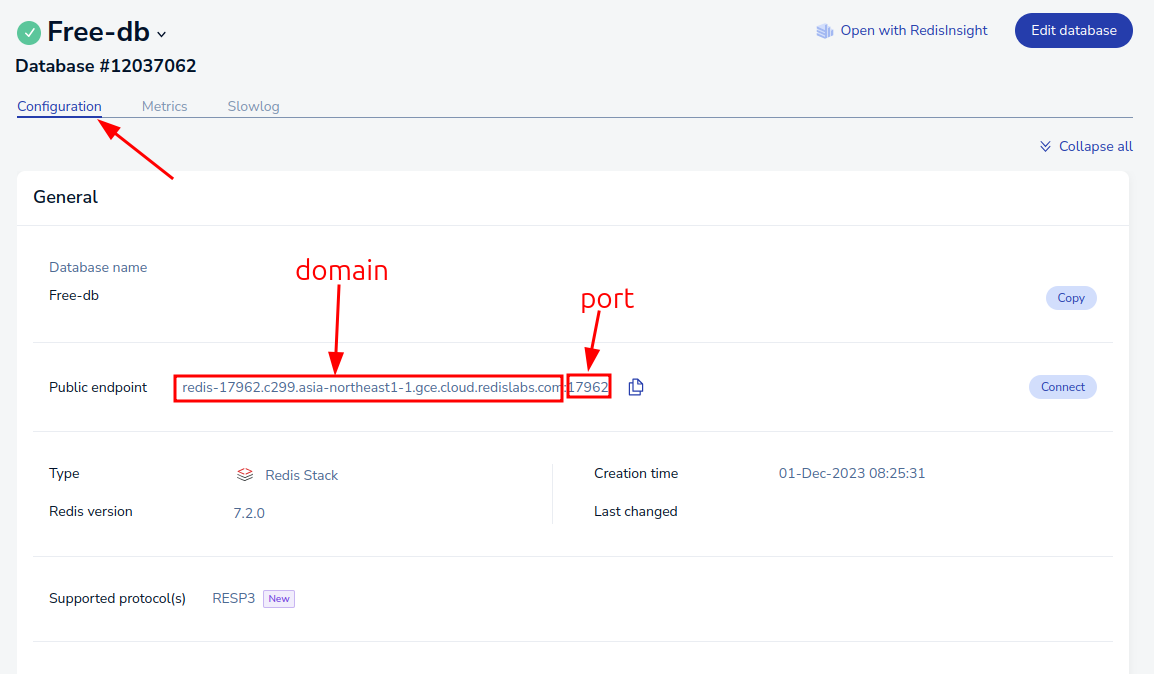 Free-db
Open with RedisInsight
Edit database
Database #12037062
Configuration Metrics Slowlog
Collapse all
General
Database name
domain
Free-db
port
Copy
Public endpoint redis-17962.c299.asia-northeast1-1.gce.cloud.redislabs.com:17962 Connect
Type Redis Stack Creation time 01-Dec-2023 08:25:31
Redis version 7.2.0 Last changed
Supported protocol(s) RESP3 New